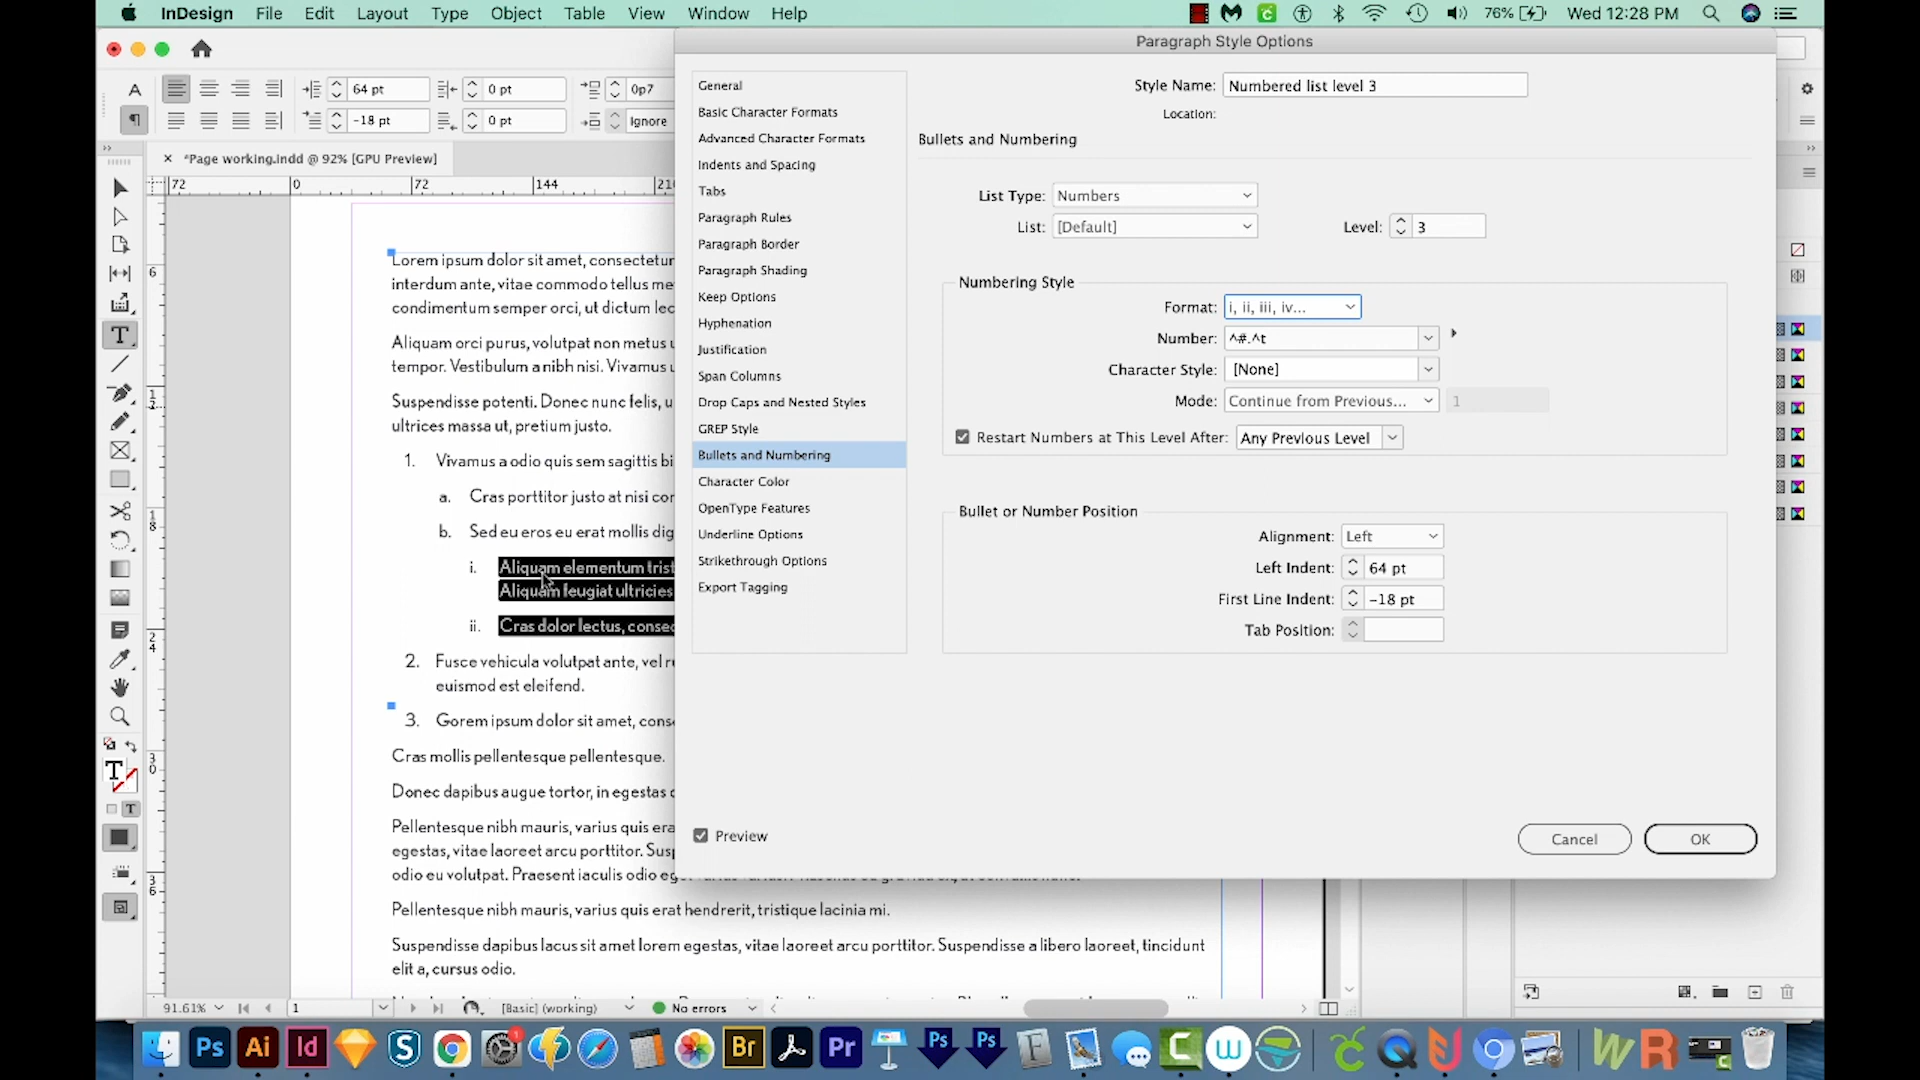 InDesign File Edit Layout Type Object Table View Window Help 76% Wed 12:28 PM
Paragraph Style Options
64 pt 0 pt 0p7
-18 pt 0 pt Ignore
*Page working.indd @ 92% [GPU Preview]
72 0 72 144
General
Basic Character Formats
Advanced Character Formats
Indents and Spacing
Tabs
Paragraph Rules
Paragraph Border
Paragraph Shading
Keep Options
Hyphenation
Justification
Span Columns
Drop Caps and Nested Styles
GREP Style
Bullets and Numbering
Character Color
OpenType Features
Underline Options
Strikethrough Options
Export Tagging
Style Name: Numbered list level 3
Location:
Bullets and Numbering
List Type: Numbers
List: [Default] Level: 3
Numbering Style
Format: i, ii, iii, iv...
Number: ^#.^t
Character Style: [None]
Mode: Continue from Previous... 1
Restart Numbers at This Level After: Any Previous Level
Bullet or Number Position
Alignment: Left
Left Indent: 64 pt
First Line Indent: -18 pt
Tab Position:
Preview
Cancel OK
Lorem ipsum dolor sit amet, consectetur
interdum ante, vitae commodo tellus me
condimentum semper orci, ut dictum lec
Aliquam orci purus, volutpat non metus
tempor. Vestibulum a nibh nisi. Vivamus
Suspendisse potenti. Donec nunc felis, u
ultrices massa ut, pretium justo.
1. Vivamus a odio quis sem sagittis bi
a. Cras porttitor justo at nisi cor
b. Sed eu eros eu erat mollis dig
i. Aliquam elementum trist
Aliquam feugiat ultricies
ii. Cras dolor lectus, consec
2. Fusce vehicula volutpat ante, vel
euismod est eleifend.
3. Gorem ipsum dolor sit amet, conse
Cras mollis pellentesque pellentesque.
Donec dapibus augue tortor, in egestas
Pellentesque nibh mauris, varius quis era
egestas, vitae laoreet arcu porttitor. Susp
odio eu volutpat. Praesent iaculis odio
Pellentesque nibh mauris, varius quis erat hendrerit, tristique lacinia mi.
Suspendisse dapibus lacus sit amet lorem egestas, vitae laoreet arcu porttitor. Suspendisse a libero laoreet, tincidunt
elit a, cursus odio.
91.61% 1 [Basic] (working) No errors
Ps Ai Id S Br Pr Ps Ps F